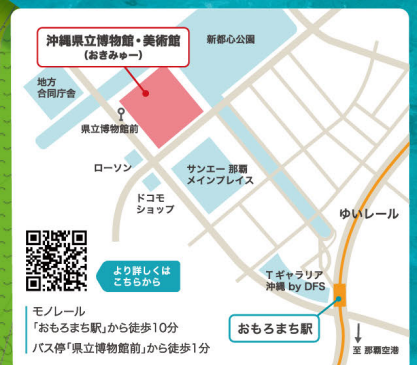 沖縄県立博物館・美術館
(おきみゅー)
新都心公園
地方
合同庁舎
県立博物館前
ローソン
サンエー 那覇
メインプレイス
ドコモ
ショップ
ゆいレール
より詳しくは
こちらから
Tギャラリア
沖縄 by DFS
モノレール
「おもろまち駅」から徒歩10分
おもろまち駅
バス停「県立博物館前」から徒歩1分
至 那覇空港